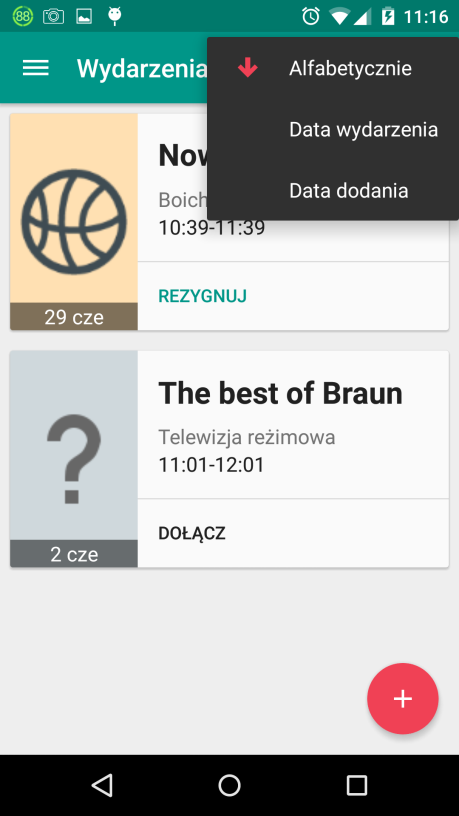 88
11:16
Wydarzenia
Alfabetycznie
Data wydarzenia
Data dodania
10:39-11:39
REZYGNUJ
29 cze
The best of Braun
Telewizja reżimowa
11:01-12:01
DOŁĄCZ
2 cze